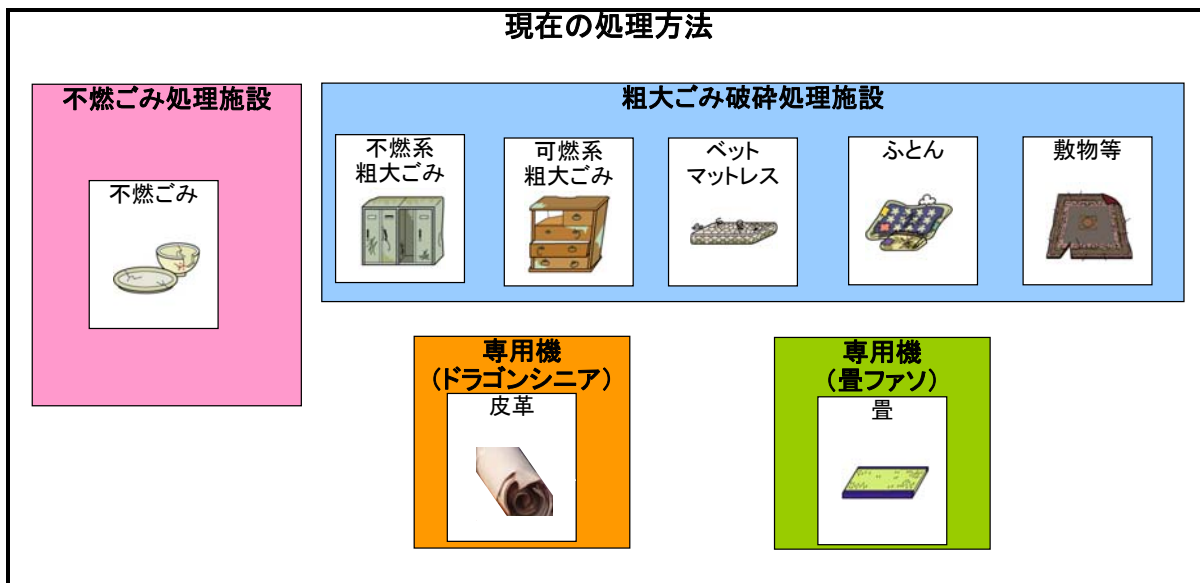 現在の処理方法
不燃ごみ処理施設
不燃ごみ
粗大ごみ破砕処理施設
不燃系
粗大ごみ
可燃系
粗大ごみ
ベット
マットレス
ふとん
敷物等
専用機
(ドラゴンシニア)
皮革
専用機
(畳ファソ)
畳